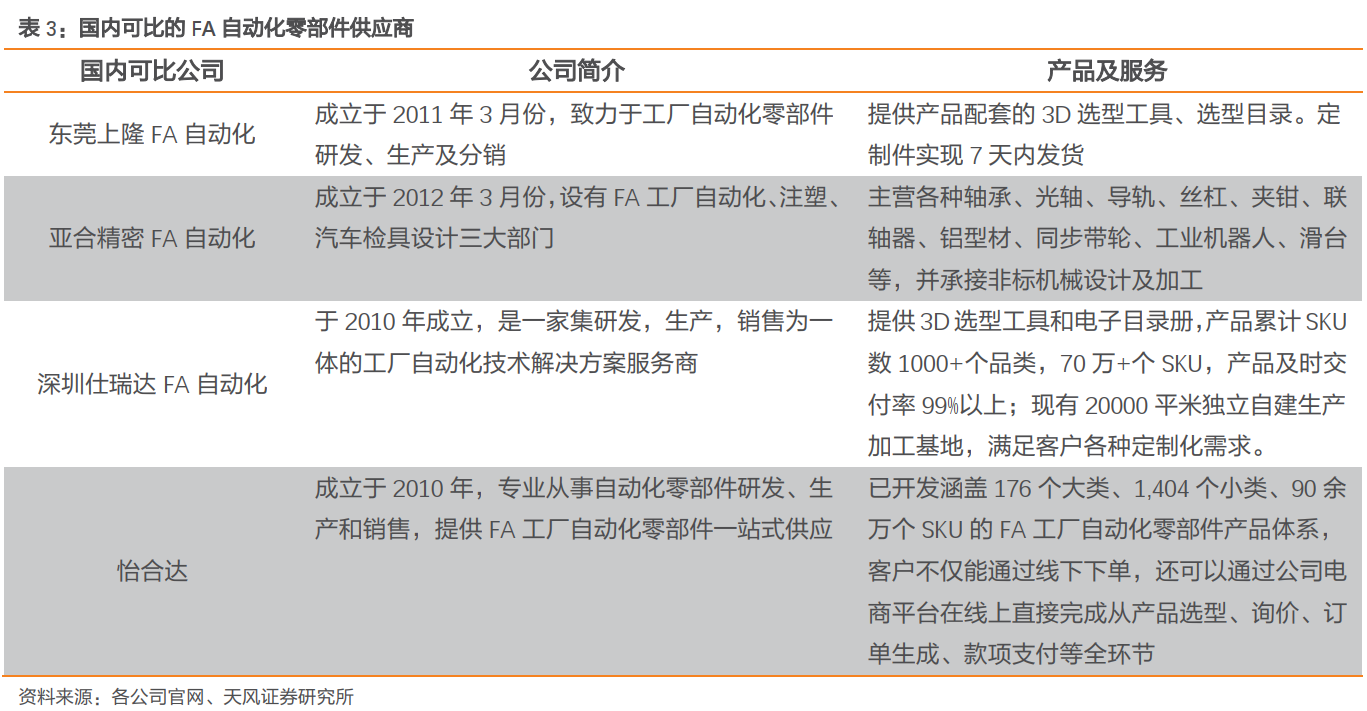 表 3：国内可比的 FA 自动化零部件供应商
国内可比公司 公司简介 产品及服务
东莞上隆 FA 自动化
成立于 2011 年 3 月份，致力于工厂自动化零部件
研发、生产及分销
提供产品配套的 3D 选型工具、选型目录。定
制件实现 7 天内发货
亚合精密 FA 自动化
成立于 2012 年 3 月份，设有 FA 工厂自动化、注塑、
汽车检具设计三大部门
主营各种轴承、光轴、导轨、丝杠、夹钳、联
轴器、铝型材、同步带轮、工业机器人、滑台
等，并承接非标机械设计及加工
深圳仕瑞达 FA 自动化
于 2010 年成立，是一家集研发，生产，销售为一
体的工厂自动化技术解决方案服务商
提供 3D 选型工具和电子目录册，产品累计 SKU
数 1000+个品类，70 万+个 SKU，产品及时交
付率 99%以上；现有 20000 平米独立自建生产
加工基地，满足客户各种定制化需求。
怡合达
成立于 2010 年，专业从事自动化零部件研发、生
产和销售，提供 FA 工厂自动化零部件一站式供应
已开发涵盖 176 个大类、1,404 个小类、90 余
万个 SKU 的 FA 工厂自动化零部件产品体系，
客户不仅能通过线下下单，还可以通过公司电
商平台在线上直接完成从产品选型、询价、订
单生成、款项支付等全环节
资料来源：各公司官网、天风证券研究所